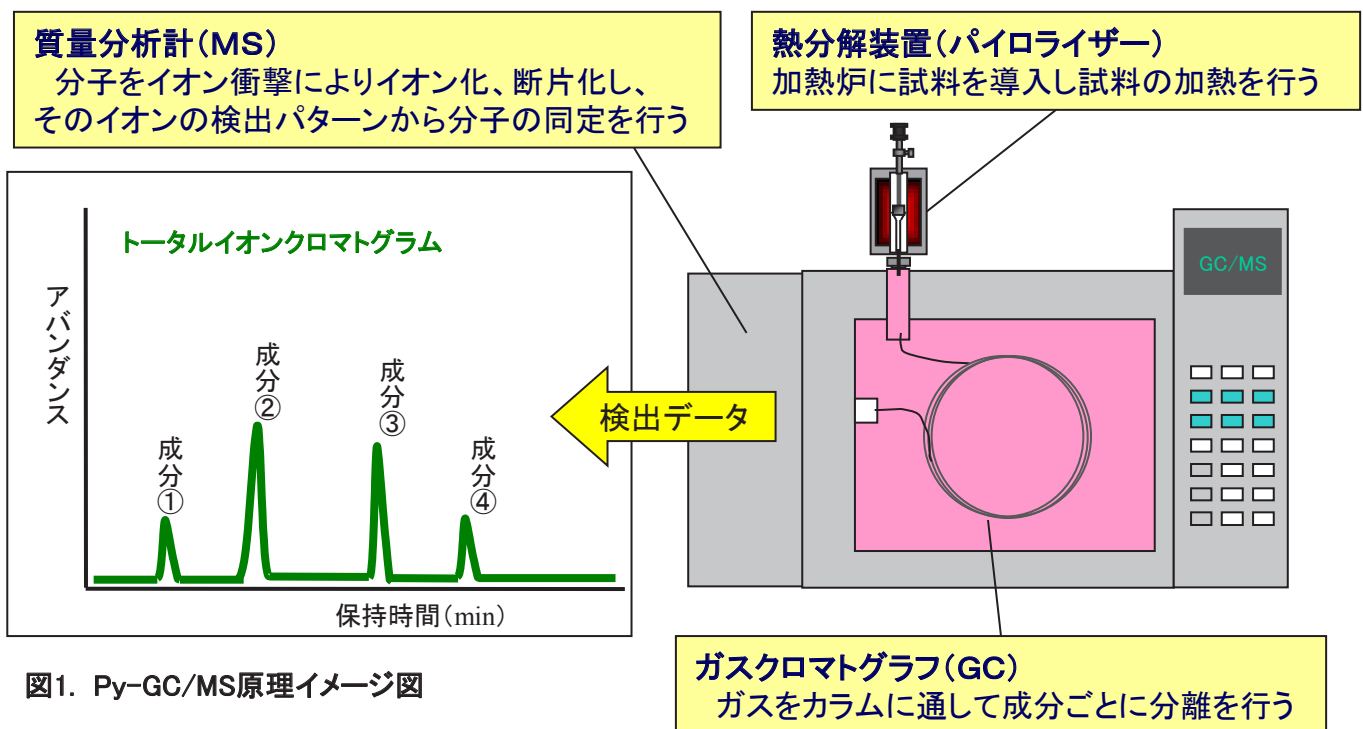 質量分析計(MS)
分子をイオン衝撃によりイオン化、断片化し、
そのイオンの検出パターンから分子の同定を行う
熱分解装置(パイロライザー)
加熱炉に試料を導入し試料の加熱を行う
トータルイオンクロマトグラム
アバンダンス
成分①
成分②
成分③
成分④
保持時間(min)
検出データ
GC/MS
ガスクロマトグラフ(GC)
ガスをカラムに通して成分ごとに分離を行う
図1. Py-GC/MS原理イメージ図